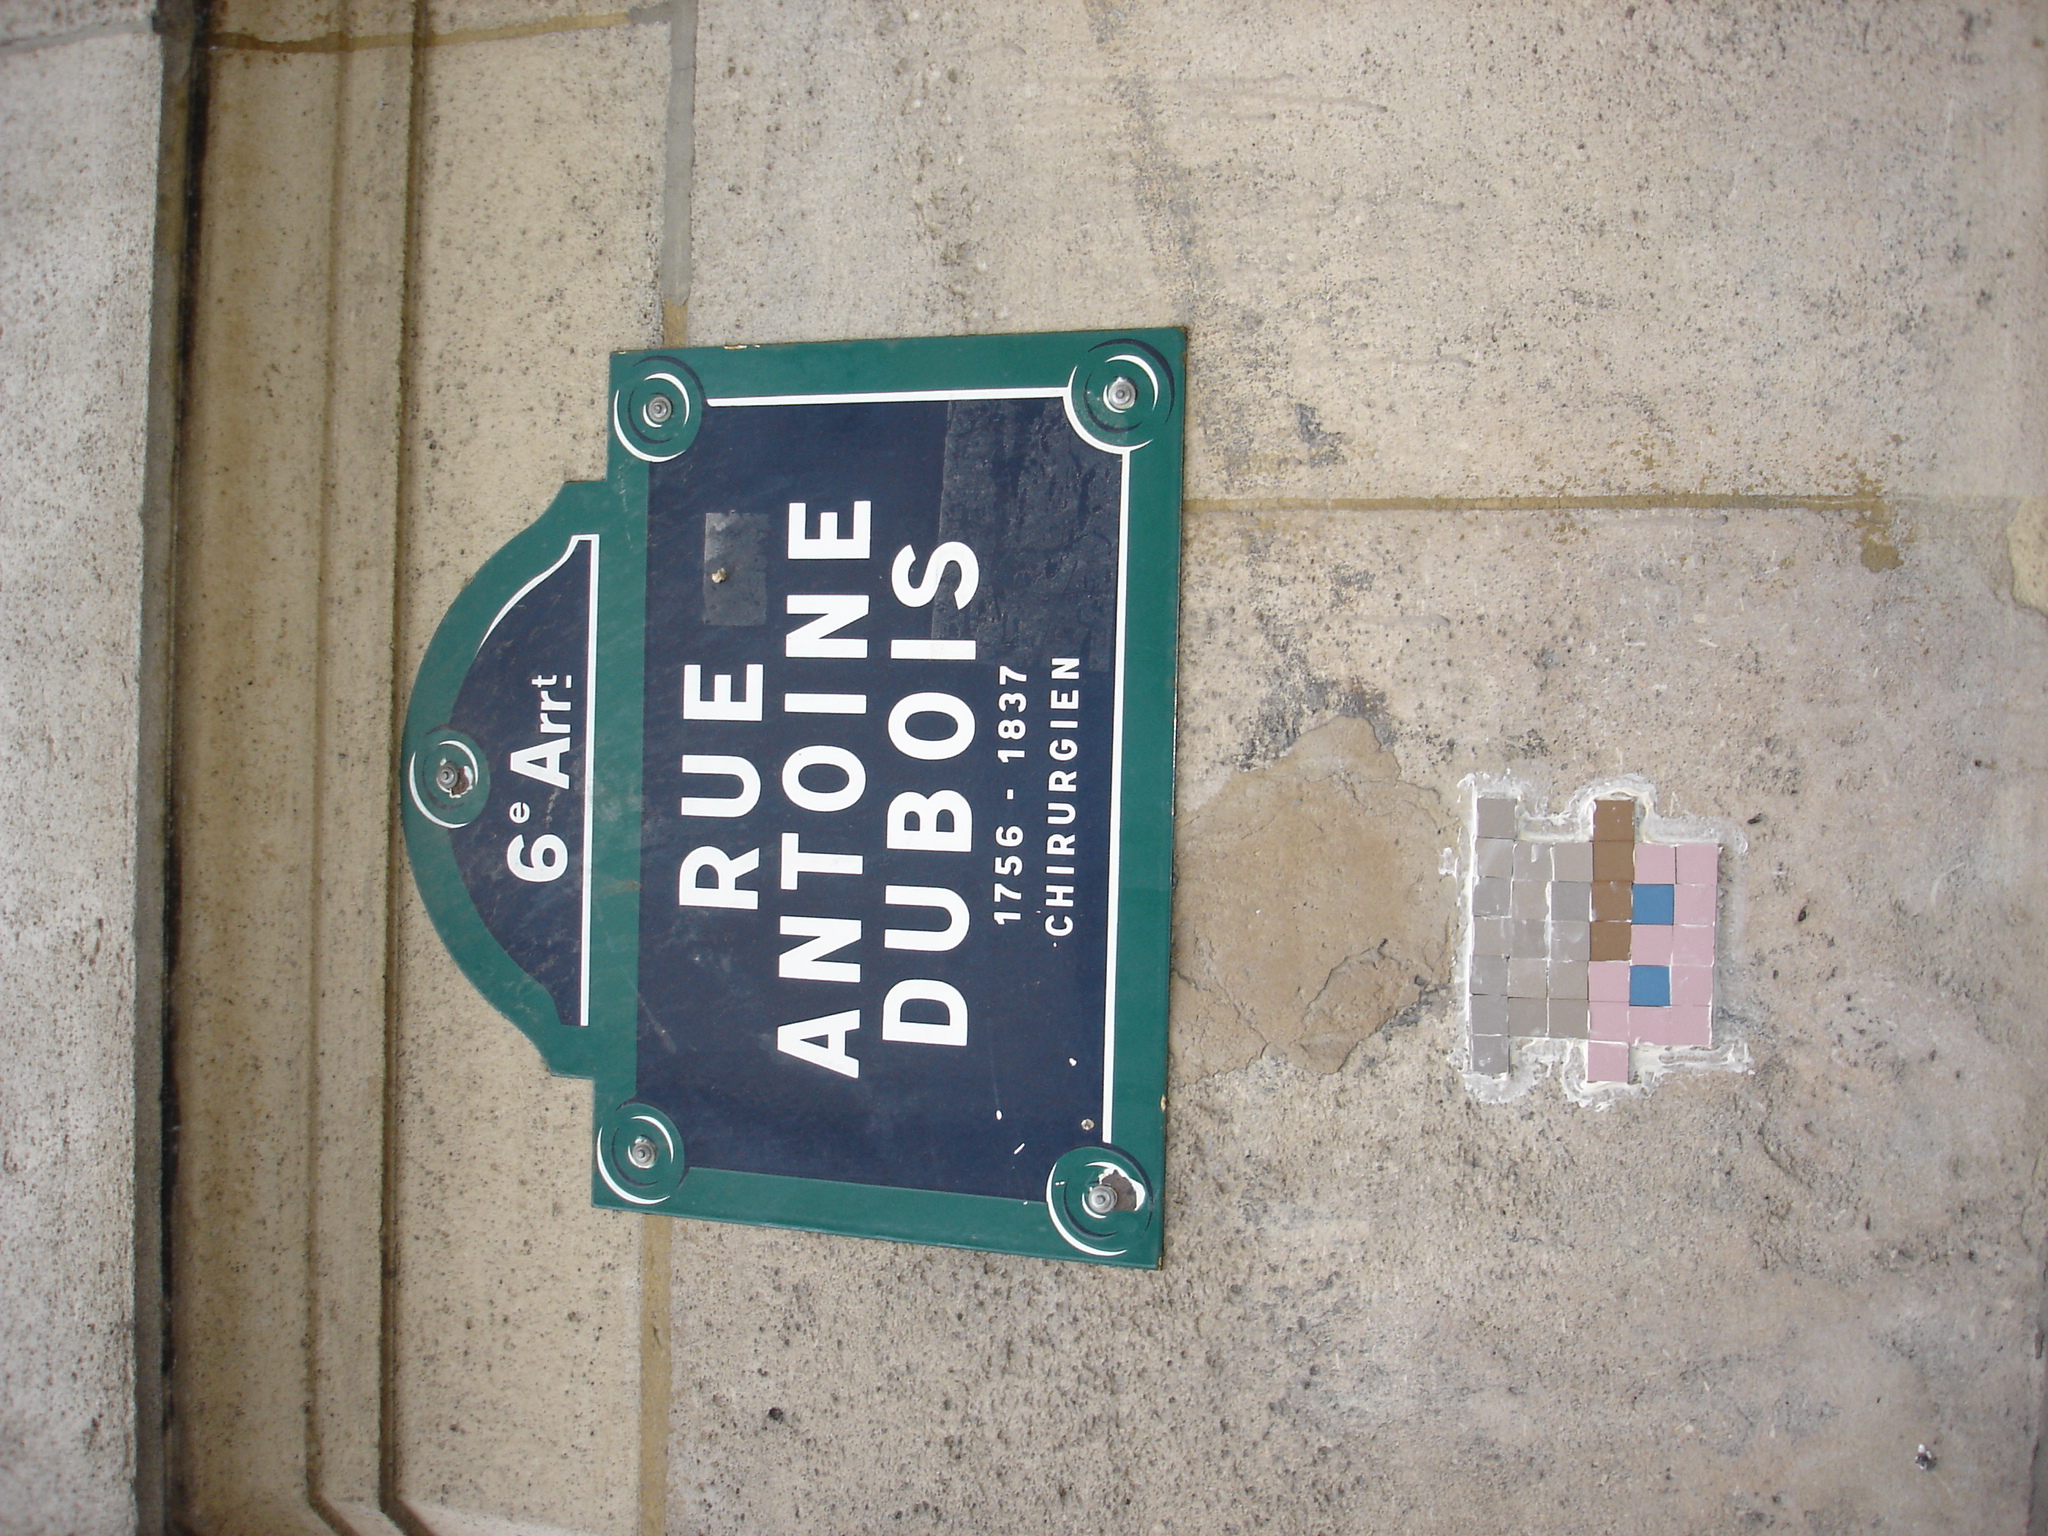 6e Arrt
RUE
ANTOINE
DUBOIS
1756 - 1837
CHIRURGIEN